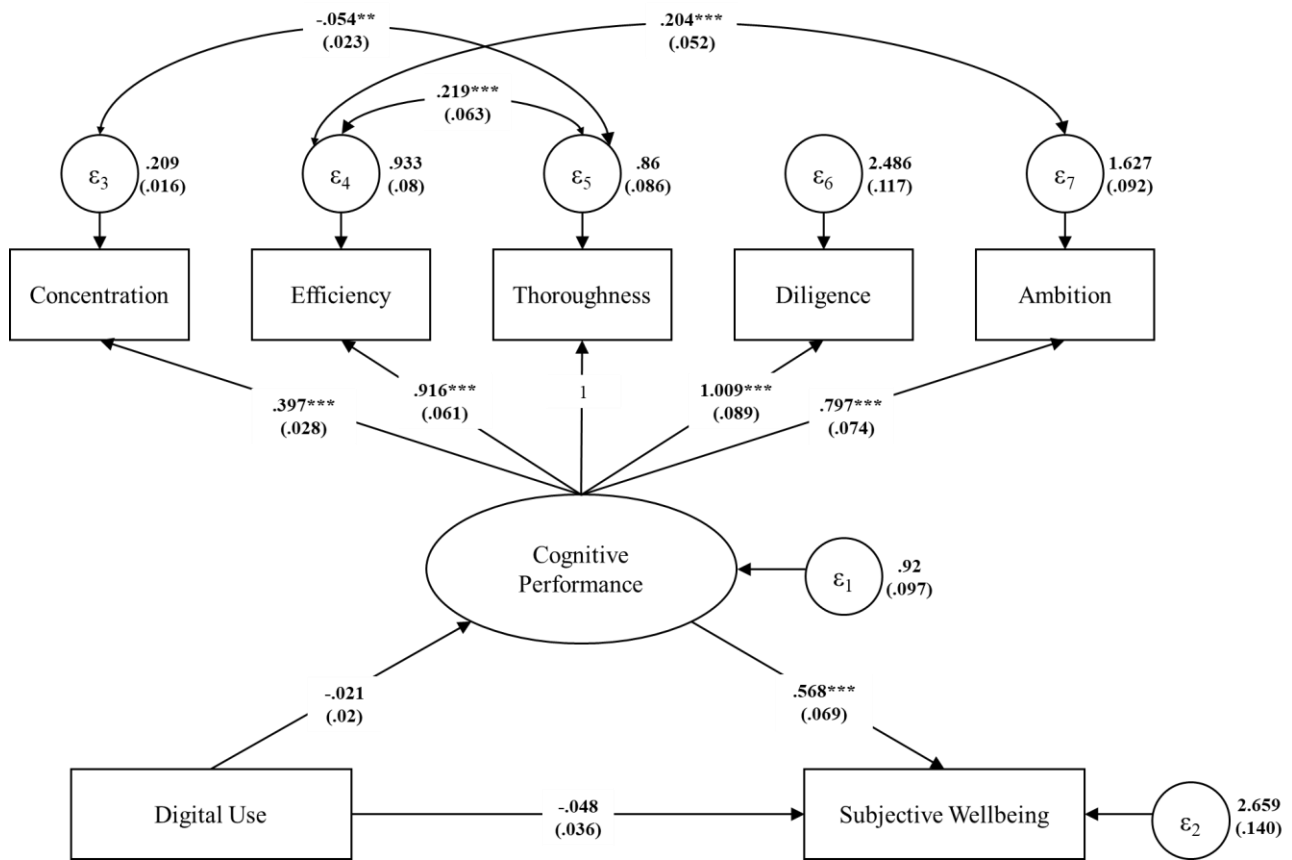 -.054**
(.023)
.204***
(.052)
.219***
(.063)
ε3
.209
(.016)
ε4
.933
(.08)
ε5
.86
(.086)
ε6
2.486
(.117)
ε7
1.627
(.092)
Concentration
Efficiency
Thoroughness
Diligence
Ambition
.397***
(.028)
.916***
(.061)
1
1.009***
(.089)
.797***
(.074)
Cognitive
Performance
ε1
.92
(.097)
-.021
(.02)
.568***
(.069)
Digital Use
-.048
(.036)
Subjective Wellbeing
ε2
2.659
(.140)